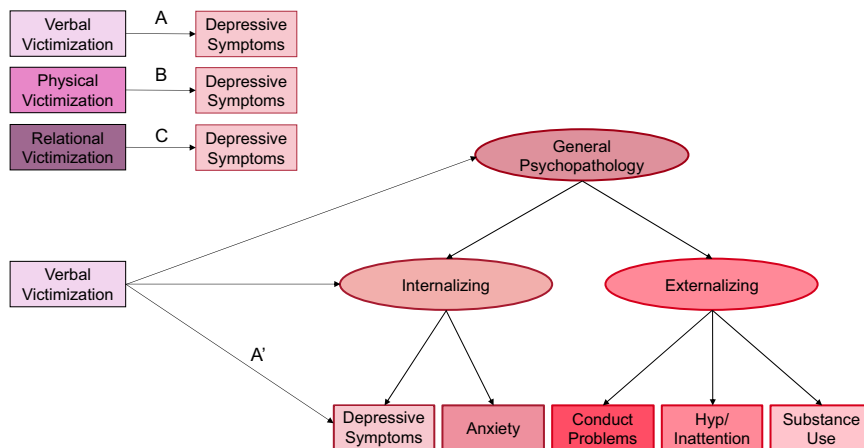 Verbal
Victimization
A
Depressive
Symptoms
Physical
Victimization
B
Depressive
Symptoms
Relational
Victimization
C
Depressive
Symptoms
General
Psychopathology
Verbal
Victimization
Internalizing
Externalizing
A’
Depressive
Symptoms
Anxiety
Conduct
Problems
Hyp/
Inattention
Substance
Use